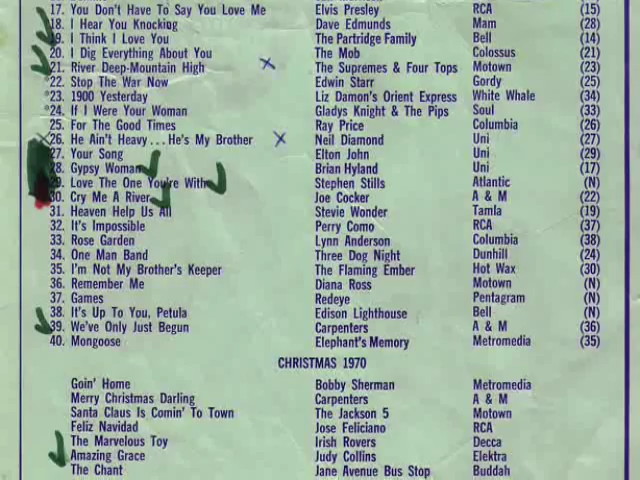 17. You Don't Have To Say You Love Me Elvis Presley RCA (15)
18. I Hear You Knocking Dave Edmunds Mam (28)
19. I Think I Love You The Partridge Family Bell (14)
20. I Dig Everything About You The Mob Colossus (21)
21. River Deep-Mountain High The Supremes & Four Tops Motown (23)
*22. Stop The War Now Edwin Starr Gordy (25)
*23. 1900 Yesterday Liz Damon's Orient Express White Whale (34)
*24. If I Were Your Woman Gladys Knight & The Pips Soul (33)
25. For The Good Times Ray Price Columbia (26)
*26. He Ain't Heavy...He's My Brother Neil Diamond Uni (27)
27. Your Song Elton John Uni (29)
28. Gypsy Woman Brian Hyland Uni (17)
29. Love The One You're With Stephen Stills Atlantic (N)
30. Cry Me A River Joe Cocker A & M (22)
31. Heaven Help Us All Stevie Wonder Tamla (19)
32. It's Impossible Perry Como RCA (37)
33. Rose Garden Lynn Anderson Columbia (38)
34. One Man Band Three Dog Night Dunhill (24)
35. I'm Not My Brother's Keeper The Flaming Ember Hot Wax (30)
36. Remember Me Diana Ross Motown (N)
37. Games Redeye Pentagram (N)
38. It's Up To You, Petula Edison Lighthouse Bell (N)
39. We've Only Just Begun Carpenters A & M (36)
40. Mongoose Elephant's Memory Metromedia (35)
CHRISTMAS 1970
Goin' Home Bobby Sherman Metromedia
Merry Christmas Darling Carpenters A & M
Santa Claus Is Comin' To Town The Jackson 5 Motown
Feliz Navidad Jose Feliciano RCA
The Marvelous Toy Irish Rovers Decca
Amazing Grace Judy Collins Elektra
The Chant Jane Avenue Bus Stop Buddah